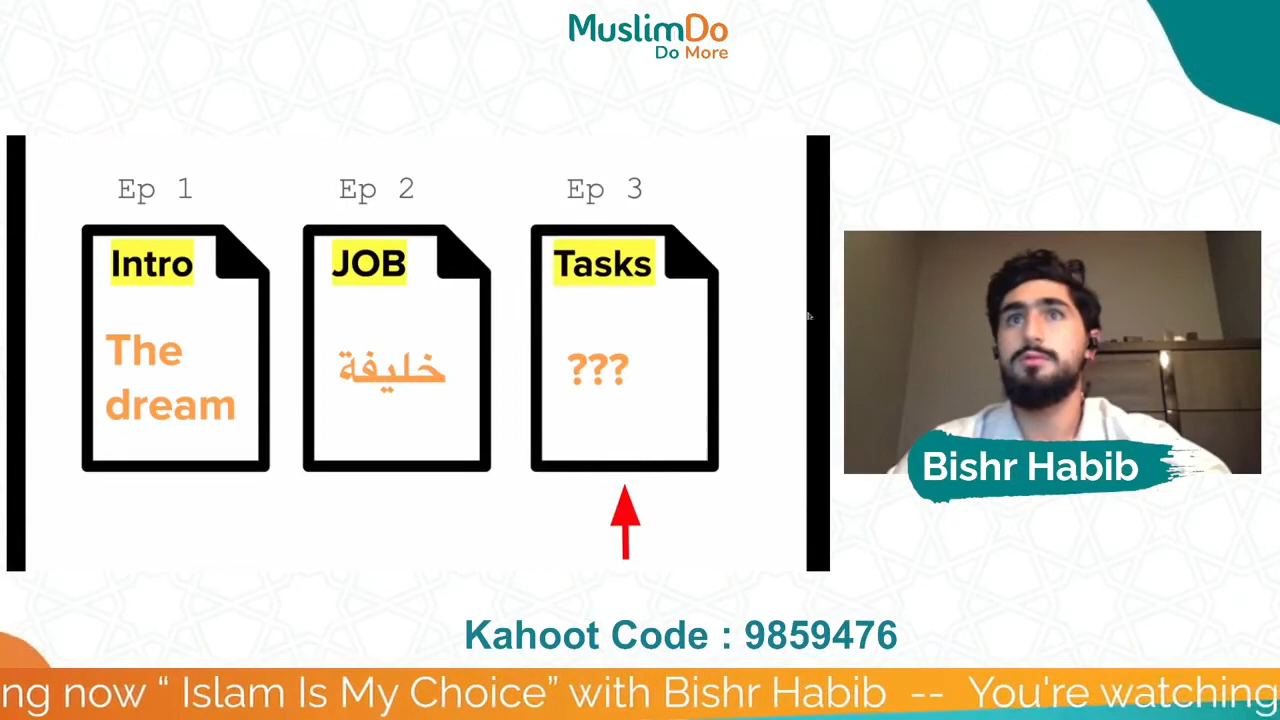 MuslimDo
Do More
Ep 1
Ep 2
Ep 3
Intro
JOB
Tasks
The
dream
خليفة
???
Bishr Habib
Kahoot Code : 9859476
ng now “ Islam Is My Choice” with Bishr Habib -- You're watching